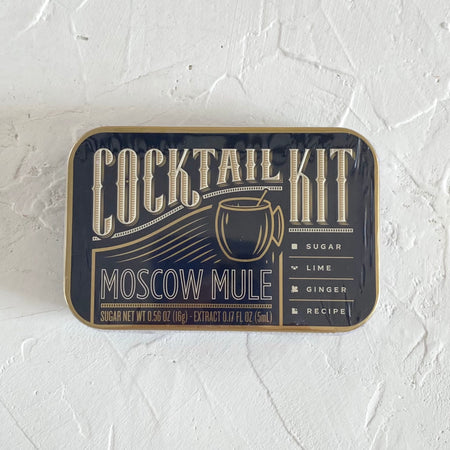 COCKTAIL KIT
SUGAR
LIME
GINGER
RECIPE
MOSCOW MULE
SUGAR NET WT 0.56 OZ (16g) - EXTRACT 0.17 FL OZ (5mL)